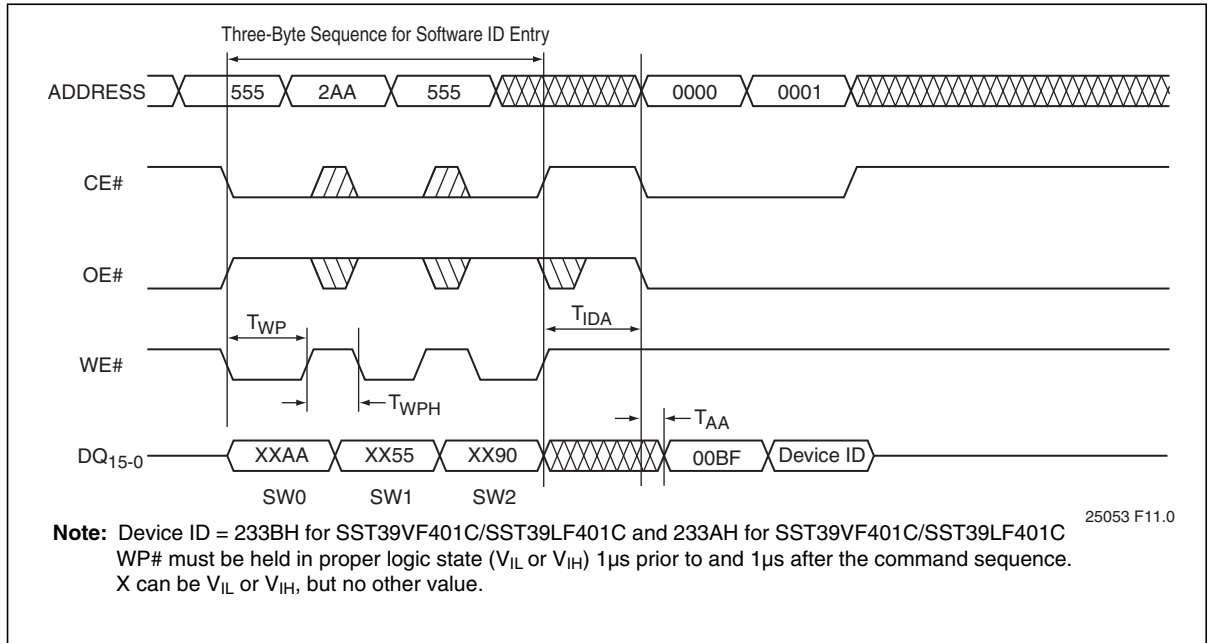 Three-Byte Sequence for Software ID Entry
ADDRESS 555 2AA 555 0000 0001
CE#
OE#
TWP TIDA
WE#
TWPH TAA
DQ15-0 XXAA XX55 XX90 00BF Device ID
SW0 SW1 SW2
25053 F11.0
Note: Device ID = 233BH for SST39VF401C/SST39LF401C and 233AH for SST39VF401C/SST39LF401C
WP# must be held in proper logic state (VIL or VIH) 1µs prior to and 1µs after the command sequence.
X can be VIL or VIH, but no other value.